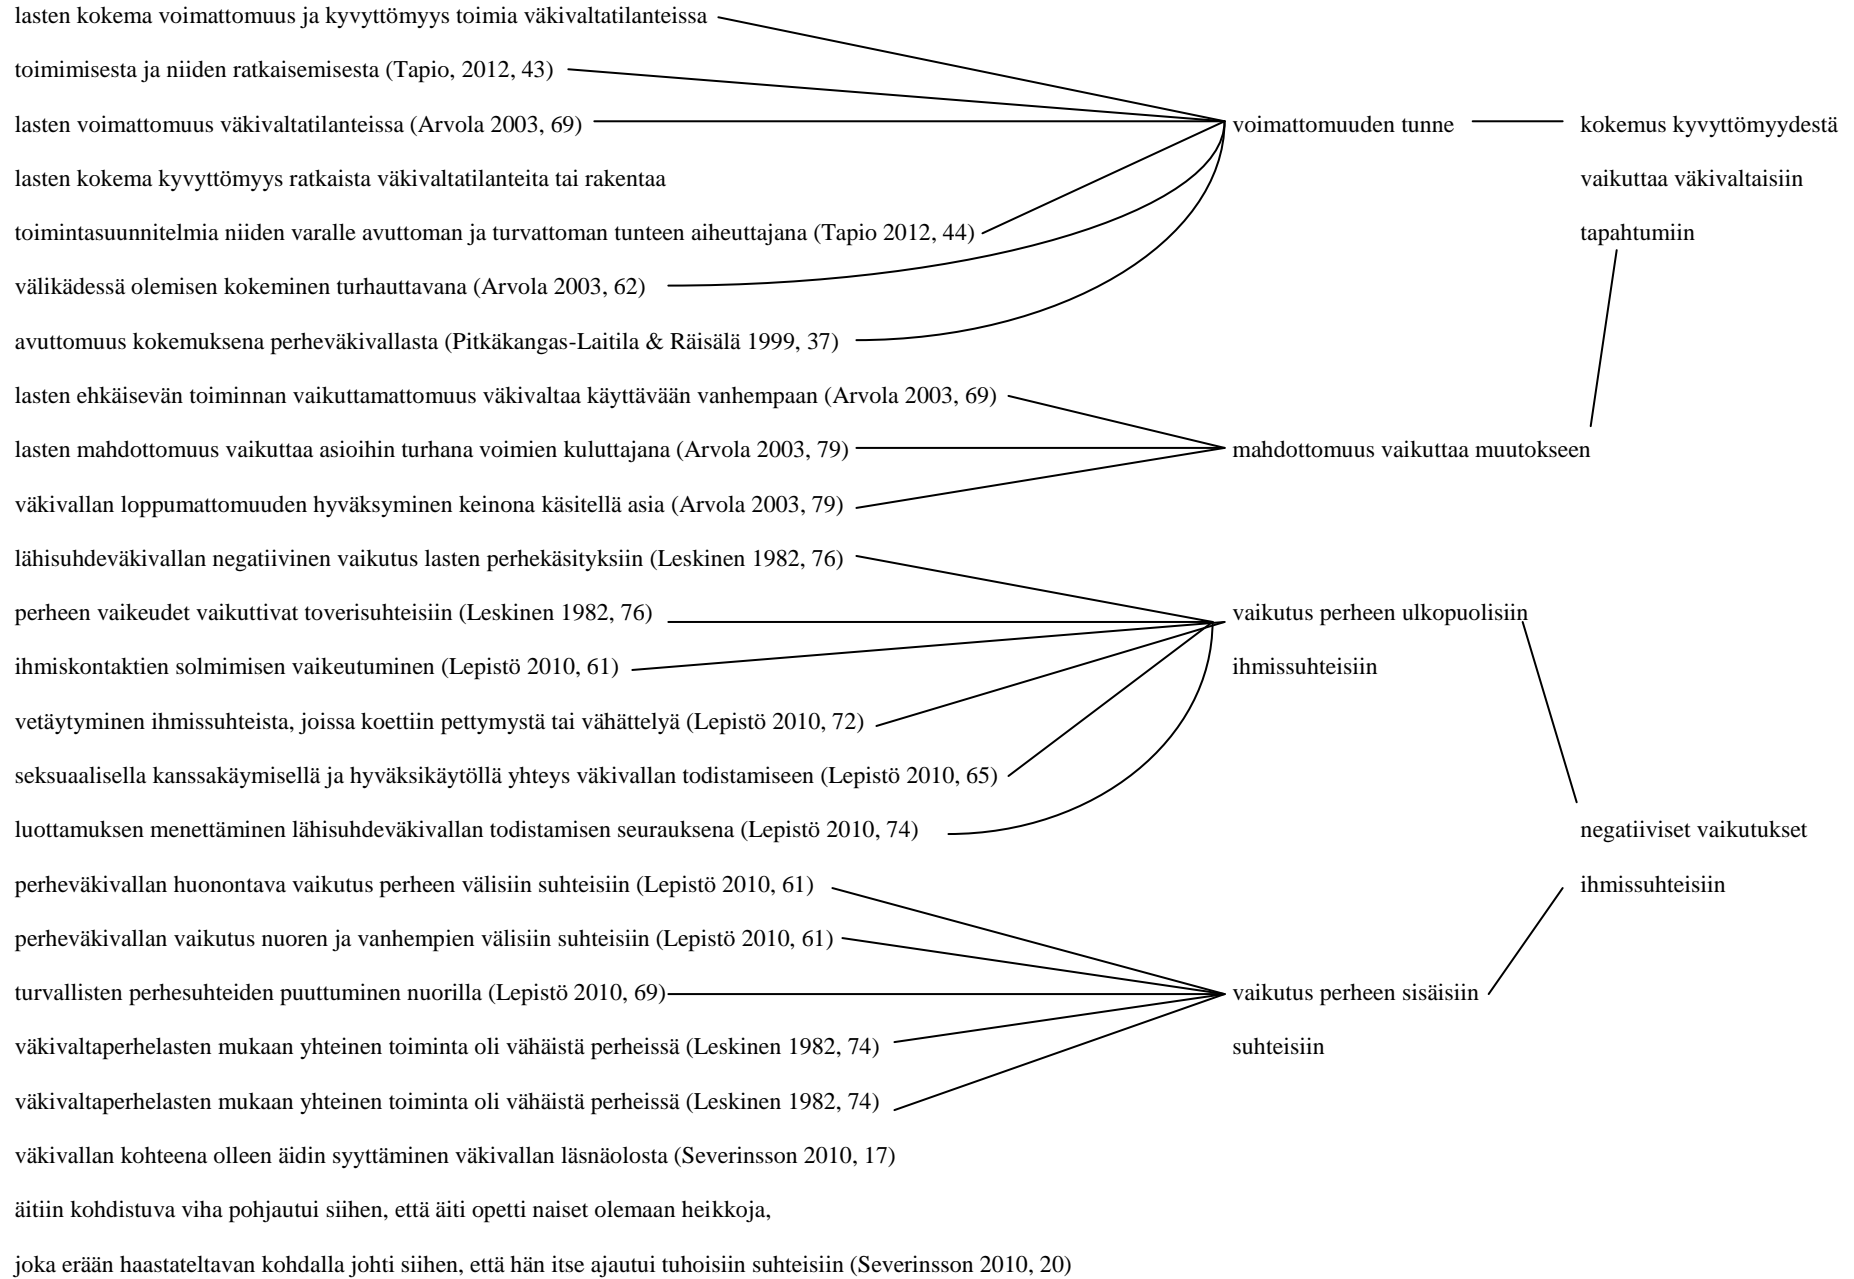 lasten kokema voimattomuus ja kyvyttömyys toimia väkivaltatilanteissa
toimimisesta ja niiden ratkaisemisesta (Tapio, 2012, 43)
lasten voimattomuus väkivaltatilanteissa (Arvola 2003, 69)
voimattomuuden tunne
kokemus kyvyttömyydestä
lasten kokema kyvyttömyys ratkaista väkivaltatilanteita tai rakentaa
vaikuttaa väkivaltaisiin
toimintasuunnitelmia niiden varalle avuttoman ja turvattoman tunteen aiheuttajana (Tapio 2012, 44)
tapahtumiin
välikädessä olemisen kokeminen turhauttavana (Arvola 2003, 62)
avuttomuus kokemuksena perheväkivallasta (Pitkäkangas-Laitila & Räisälä 1999, 37)
lasten ehkäisevän toiminnan vaikuttamattomuus väkivaltaa käyttävään vanhempaan (Arvola 2003, 69)
lasten mahdottomuus vaikuttaa asioihin turhana voimien kuluttajana (Arvola 2003, 79)
mahdottomuus vaikuttaa muutokseen
väkivallan loppumattomuuden hyväksyminen keinona käsitellä asia (Arvola 2003, 79)
lähisuhdeväkivallan negatiivinen vaikutus lasten perhekäsityksiin (Leskinen 1982, 76)
perheen vaikeudet vaikuttivat toverisuhteisiin (Leskinen 1982, 76)
vaikutus perheen ulkopuolisiin
ihmiskontaktien solmimisen vaikeutuminen (Lepistö 2010, 61)
ihmissuhteisiin
vetäytyminen ihmissuhteista, joissa koettiin pettymystä tai vähättelyä (Lepistö 2010, 72)
seksuaalisella kanssakäymisellä ja hyväksikäytöllä yhteys väkivallan todistamiseen (Lepistö 2010, 65)
luottamuksen menettäminen lähisuhdeväkivallan todistamisen seurauksena (Lepistö 2010, 74)
negatiiviset vaikutukset
perheväkivallan huonontava vaikutus perheen välisiin suhteisiin (Lepistö 2010, 61)
ihmissuhteisiin
perheväkivallan vaikutus nuoren ja vanhempien välisiin suhteisiin (Lepistö 2010, 61)
turvallisten perhesuhteiden puuttuminen nuorilla (Lepistö 2010, 69)
vaikutus perheen sisäisiin
väkivaltaperhelasten mukaan yhteinen toiminta oli vähäistä perheissä (Leskinen 1982, 74)
suhteisiin
väkivaltaperhelasten mukaan yhteinen toiminta oli vähäistä perheissä (Leskinen 1982, 74)
väkivallan kohteena olleen äidin syyttäminen väkivallan läsnäolosta (Severinsson 2010, 17)
äitiin kohdistuva viha pohjautui siihen, että äiti opetti naiset olemaan heikkoja,
joka erään haastateltavan kohdalla johti siihen, että hän itse ajautui tuhoisiin suhteisiin (Severinsson 2010, 20)